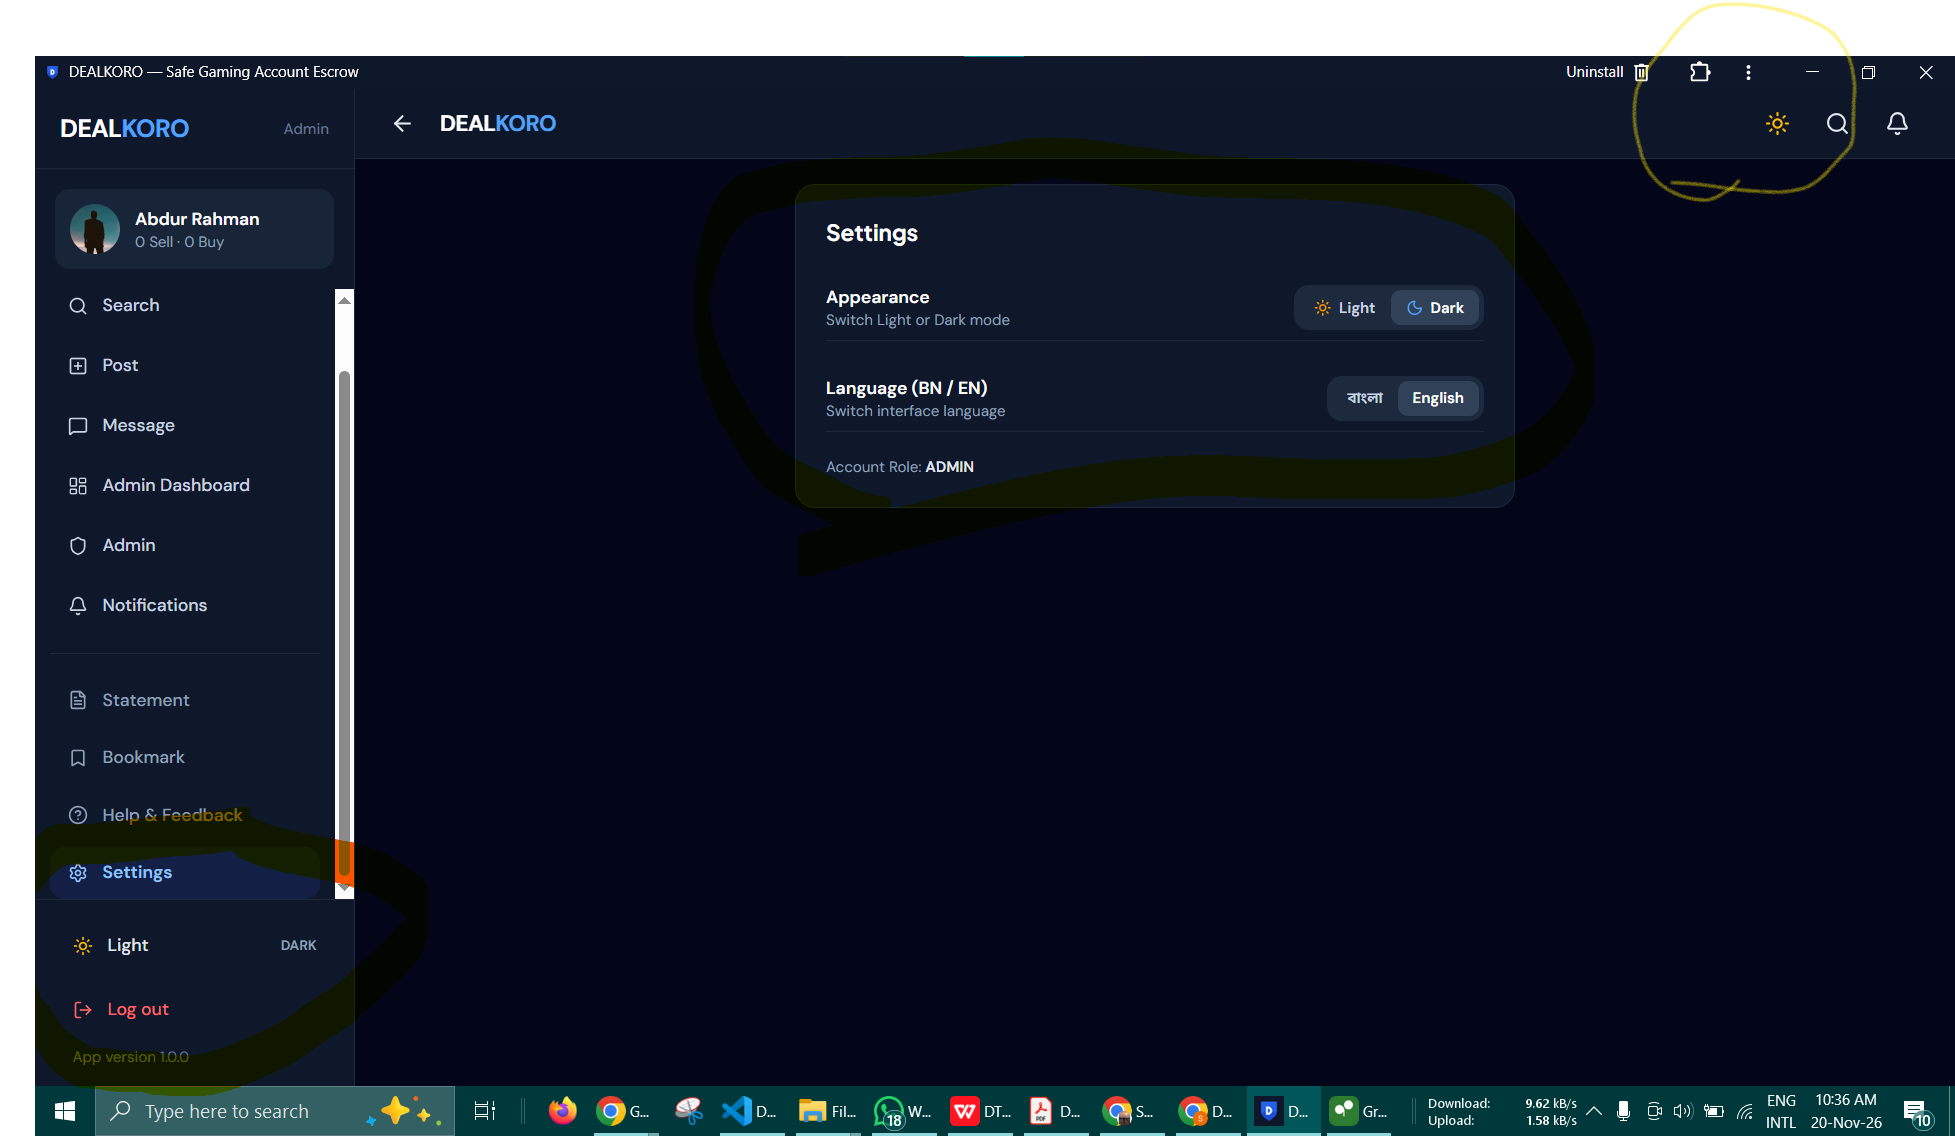 DEALKORO — Safe Gaming Account Escrow
Uninstall
DEALKORO
Admin
DEALKORO
Abdur Rahman
0 Sell · 0 Buy
Search
Post
Message
Admin Dashboard
Admin
Notifications
Statement
Bookmark
Help & Feedback
Settings
Light
DARK
Log out
App version 1.0.0
Settings
Appearance
Switch Light or Dark mode
Light
Dark
Language (BN / EN)
Switch interface language
বাংলা
English
Account Role: ADMIN
Type here to search
G...
D...
Fil...
W...
18
DT...
D...
S...
D...
D...
Gr...
Download: 9.62 kB/s
Upload: 1.58 kB/s
ENG
INTL
10:36 AM
20-Nov-26
10